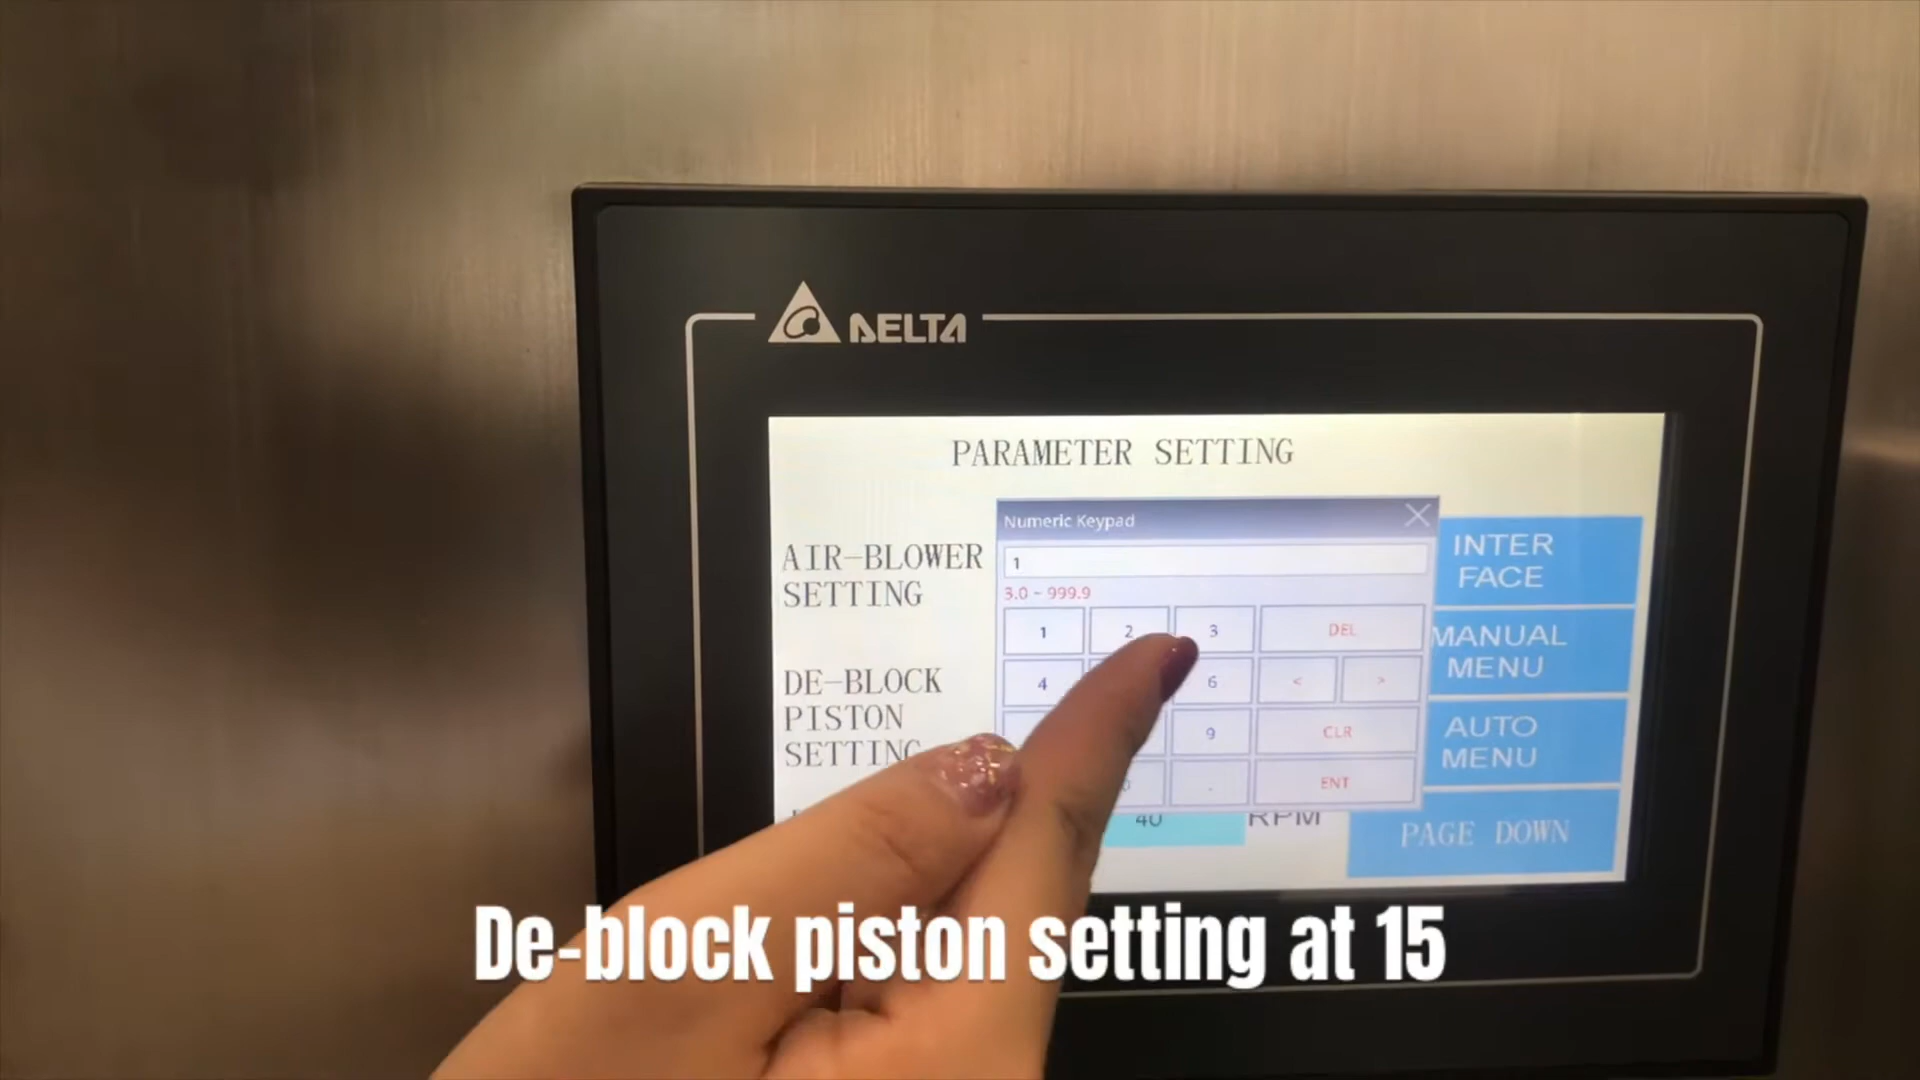 DELTA
PARAMETER SETTING
Numeric Keypad
1
3.0 ~ 999.9
1 2 3 DEL
4 6 < >
9 CLR
. ENT
AIR-BLOWER
SETTING
DE-BLOCK
PISTON
SETTING
40 RPM
INTER
FACE
MANUAL
MENU
AUTO
MENU
PAGE DOWN
De-block piston setting at 15